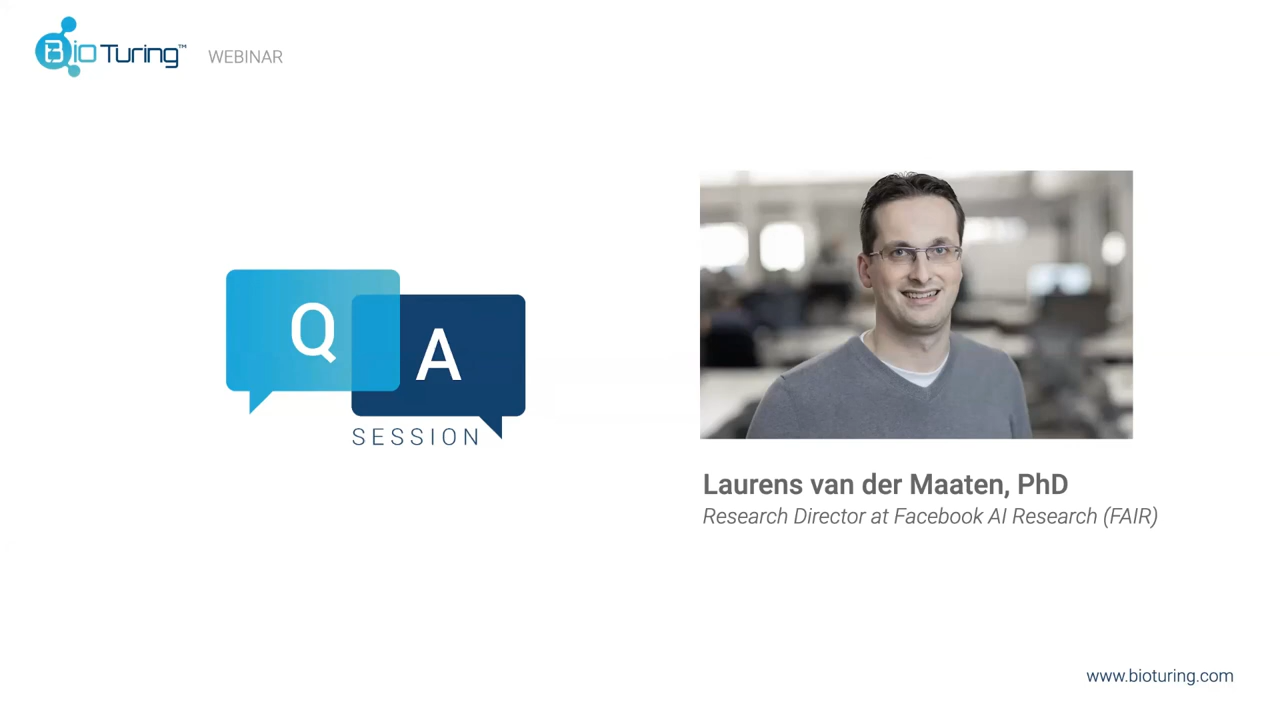 BioTuring™ WEBINAR
Q A
SESSION
Laurens van der Maaten, PhD
Research Director at Facebook AI Research (FAIR)
www.bioturing.com